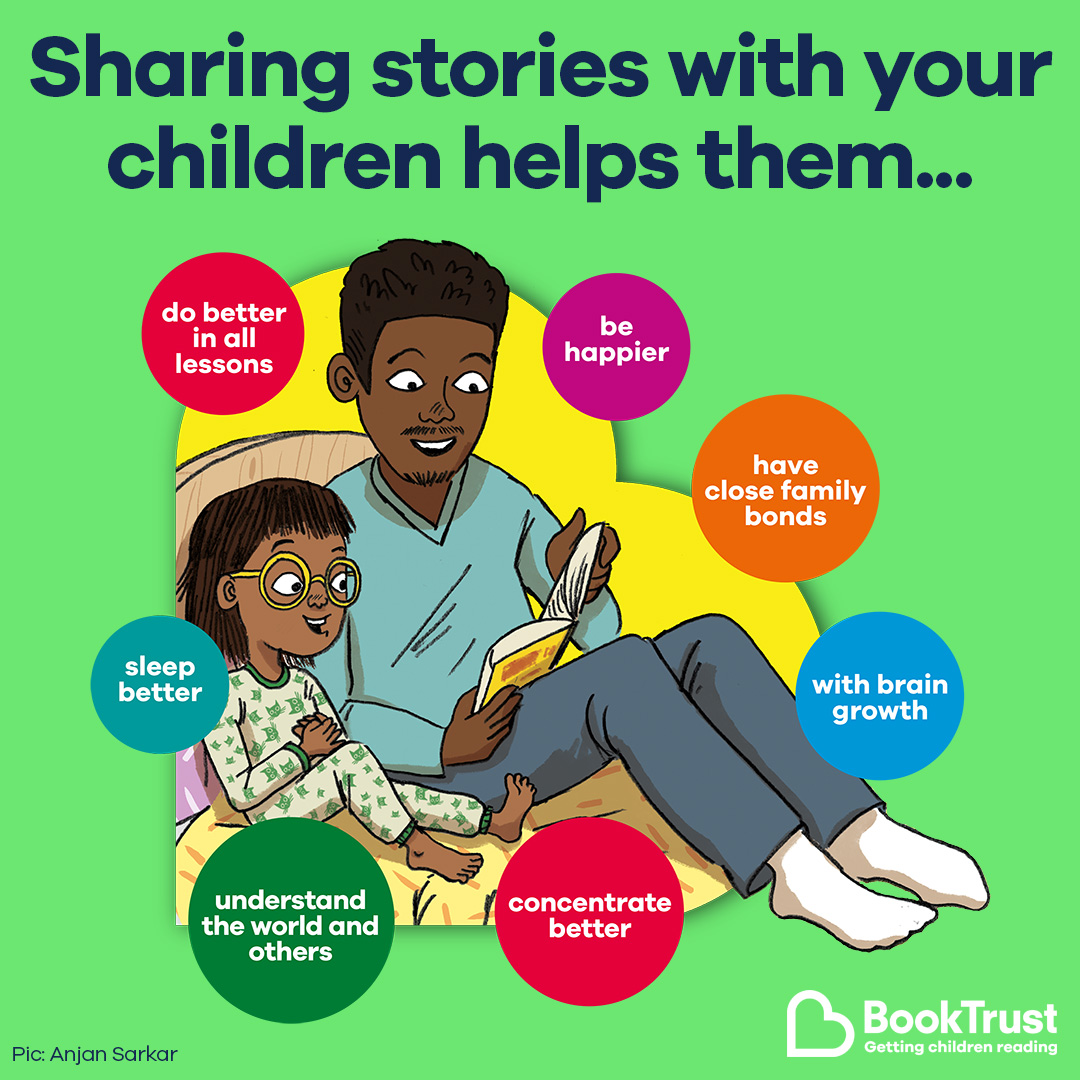 Sharing stories with your
children helps them...
do better
in all
lessons
be
happier
have
close family
bonds
sleep
better
with brain
growth
understand
the world and
others
concentrate
better
BookTrust
Getting children reading
Pic: Anjan Sarkar